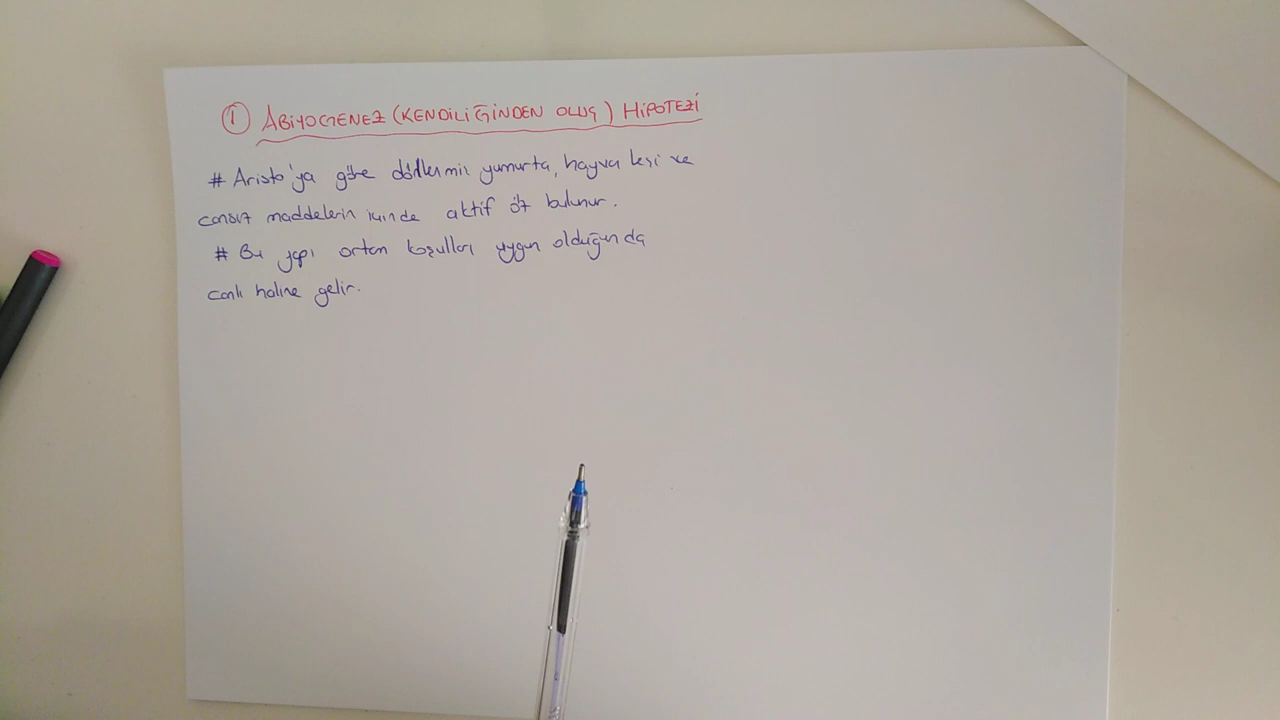 ① ABİYOGENEZ (KENDİLİĞİNDEN OLUŞ) HİPOTEZİ
# Aristo'ya göre döllenmiş yumurta, hayvan leşi ve
cansız maddelerin içinde aktif öz bulunur.
# Bu yapı ortam koşulları uygun olduğunda
canlı haline gelir.